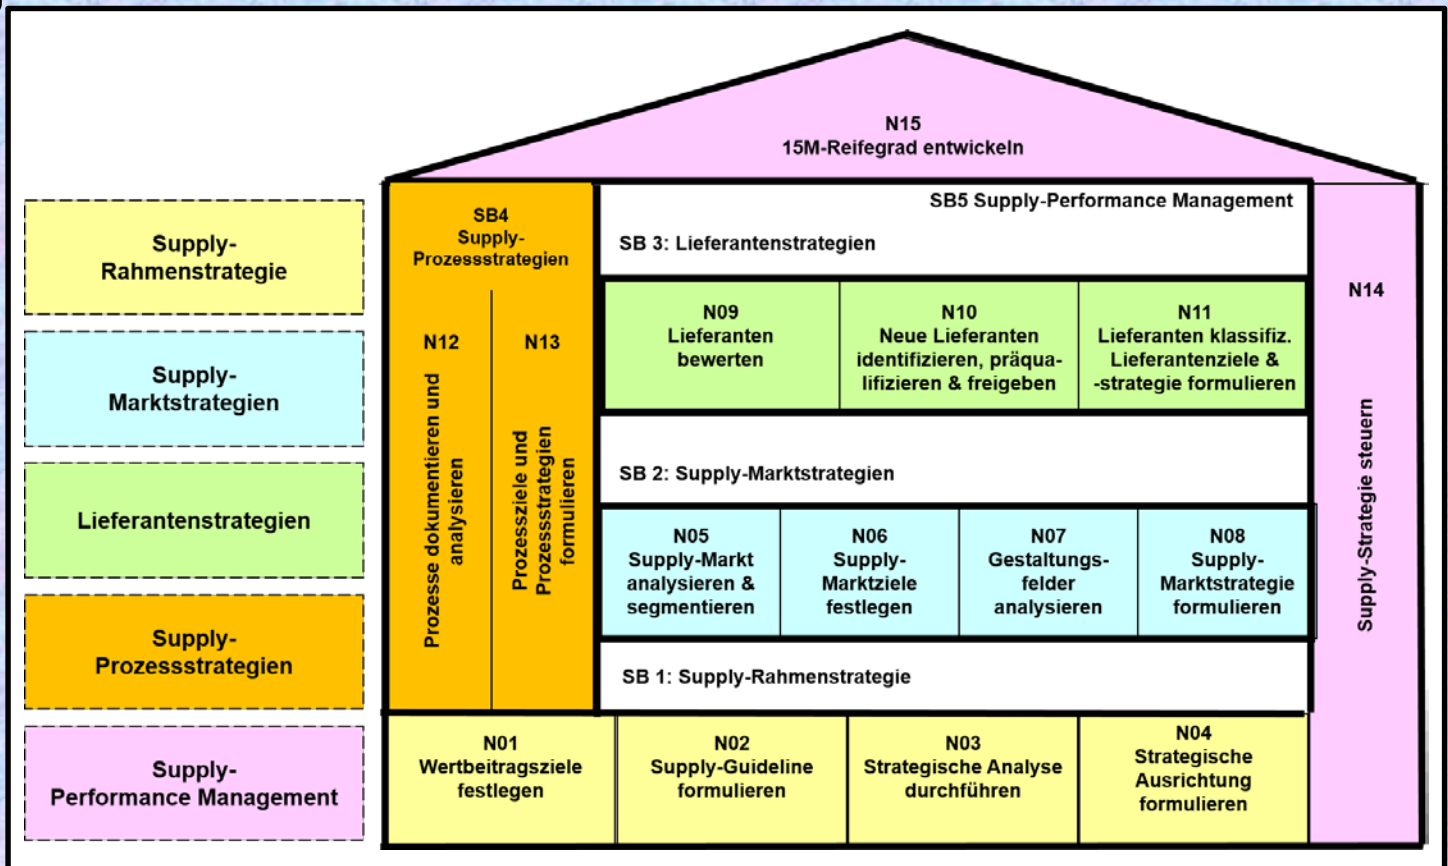 Supply-
Rahmenstrategie
Supply-
Marktstrategien
Lieferantenstrategien
Supply-
Prozessstrategien
Supply-
Performance Management
N15
15M-Reifegrad entwickeln
SB4
Supply-
Prozessstrategien
N12
Prozesse dokumentieren und
analysieren
N13
Prozessziele und
Prozessstrategien
formulieren
SB5 Supply-Performance Management
SB 3: Lieferantenstrategien
N09
Lieferanten
bewerten
N10
Neue Lieferanten
identifizieren, präqua-
lifizieren & freigeben
N11
Lieferanten klassifiz.
Lieferantenziele &
-strategie formulieren
SB 2: Supply-Marktstrategien
N05
Supply-Markt
analysieren &
segmentieren
N06
Supply-
Marktziele
festlegen
N07
Gestaltungs-
felder
analysieren
N08
Supply-
Marktstrategie
formulieren
SB 1: Supply-Rahmenstrategie
N01
Wertbeitragsziele
festlegen
N02
Supply-Guideline
formulieren
N03
Strategische Analyse
durchführen
N04
Strategische
Ausrichtung
formulieren
N14
Supply-Strategie steuern